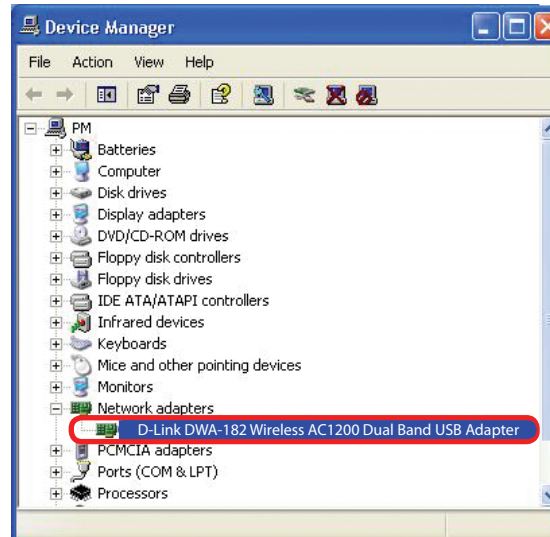 Device Manager
File Action View Help
PM
Batteries
Computer
Disk drives
Display adapters
DVD/CD-ROM drives
Floppy disk controllers
Floppy disk drives
IDE ATA/ATAPI controllers
Infrared devices
Keyboards
Mice and other pointing devices
Monitors
Network adapters
D-Link DWA-182 Wireless AC1200 Dual Band USB Adapter
PCMCIA adapters
Ports (COM & LPT)
Processors